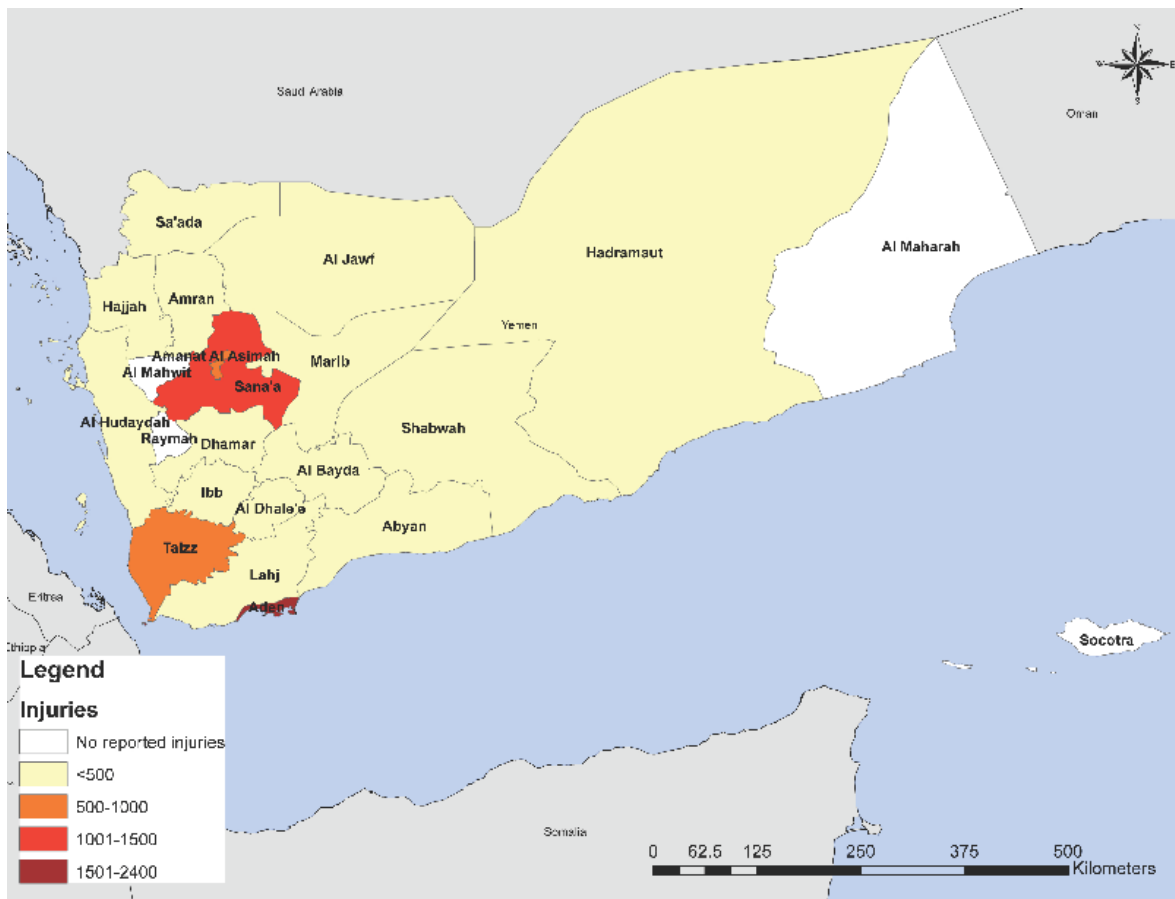 N
W
E
S
Saudi Arabia
Oman
Sa'ada
Al Jawf
Hadramaut
Al Maharah
Hajjah
Amran
Yemen
Amanat Al Asimah
Marib
Al Mahwit
Sana'a
Al Hudaydah
Raymah
Dhamar
Shabwah
Al Bayda
Ibb
Al Dhale'e
Abyan
Taizz
Lahj
Aden
Eritrea
Ethiopia
Socotra
Somalia
Legend
Injuries
No reported injuries
<500
500-1000
1001-1500
1501-2400
0 62.5 125 250 375 500
Kilometers